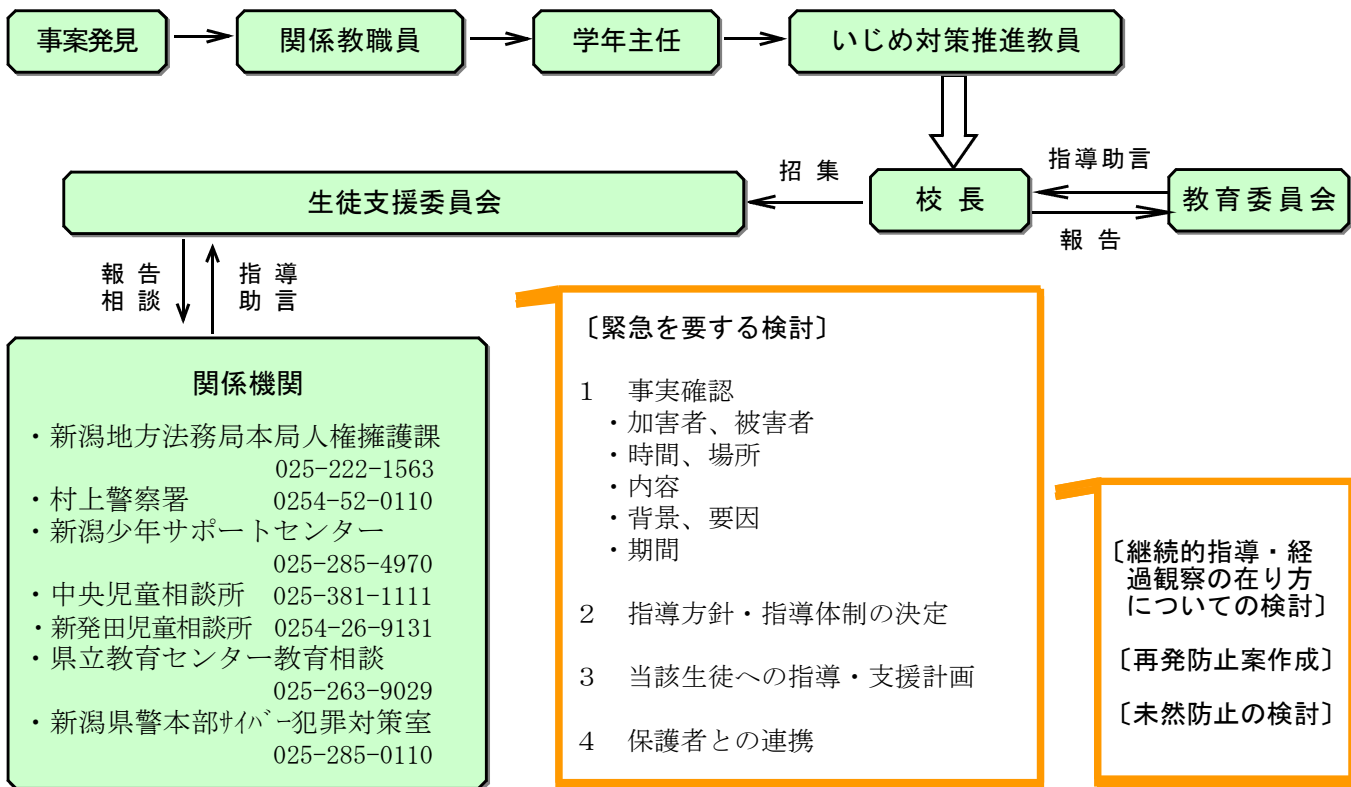 事案発見
関係教職員
学年主任
いじめ対策推進教員
指導助言
招 集
校 長
教育委員会
生徒支援委員会
報 告
報 告
相 談
指 導
助 言
関係機関
・新潟地方法務局本局人権擁護課
025-222-1563
・村上警察署 0254-52-0110
・新潟少年サポートセンター
025-285-4970
・中央児童相談所 025-381-1111
・新発田児童相談所 0254-26-9131
・県立教育センター教育相談
025-263-9029
・新潟県警本部ｻｲﾊﾞｰ犯罪対策室
025-285-0110
〔緊急を要する検討〕
１ 事実確認
・加害者、被害者
・時間、場所
・内容
・背景、要因
・期間
２ 指導方針・指導体制の決定
３ 当該生徒への指導・支援計画
４ 保護者との連携
〔継続的指導・経
過観察の在り方
についての検討〕
〔再発防止案作成〕
〔未然防止の検討〕